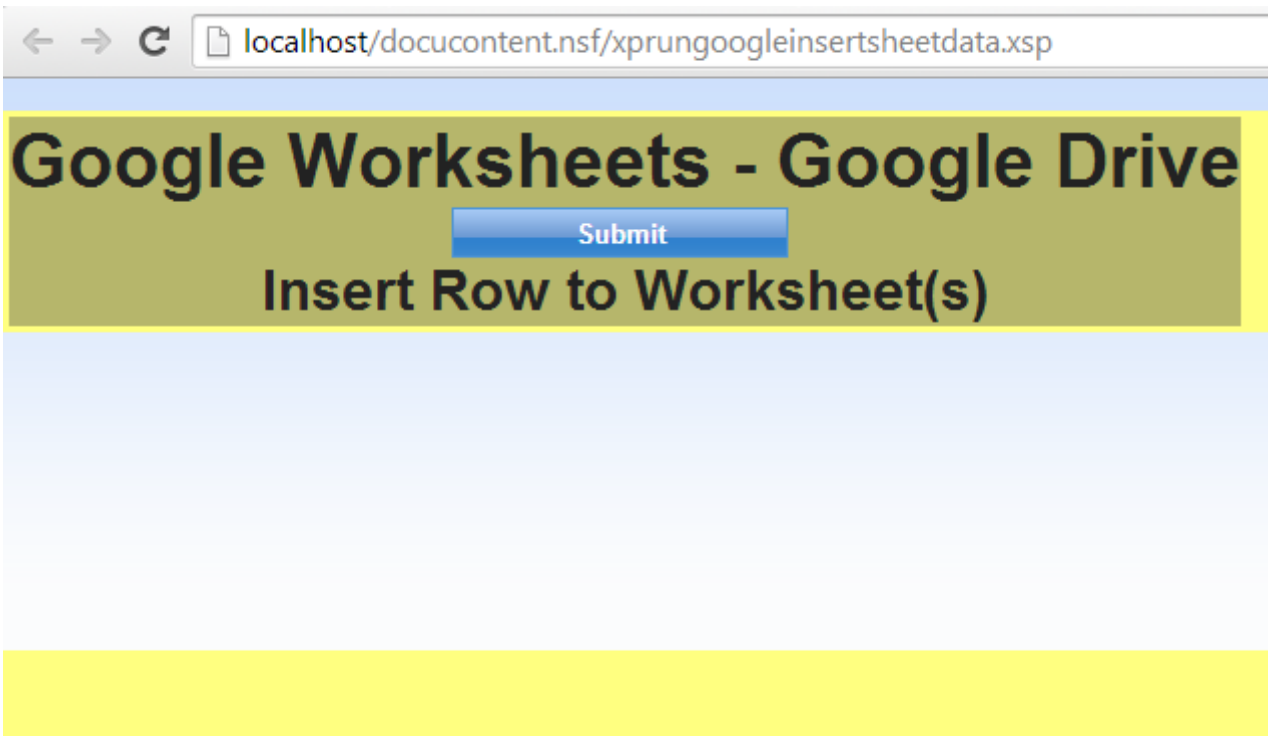 localhost/docucontent.nsf/xprungoogleinsertsheetdata.xsp
Google Worksheets - Google Drive
Submit
Insert Row to Worksheet(s)